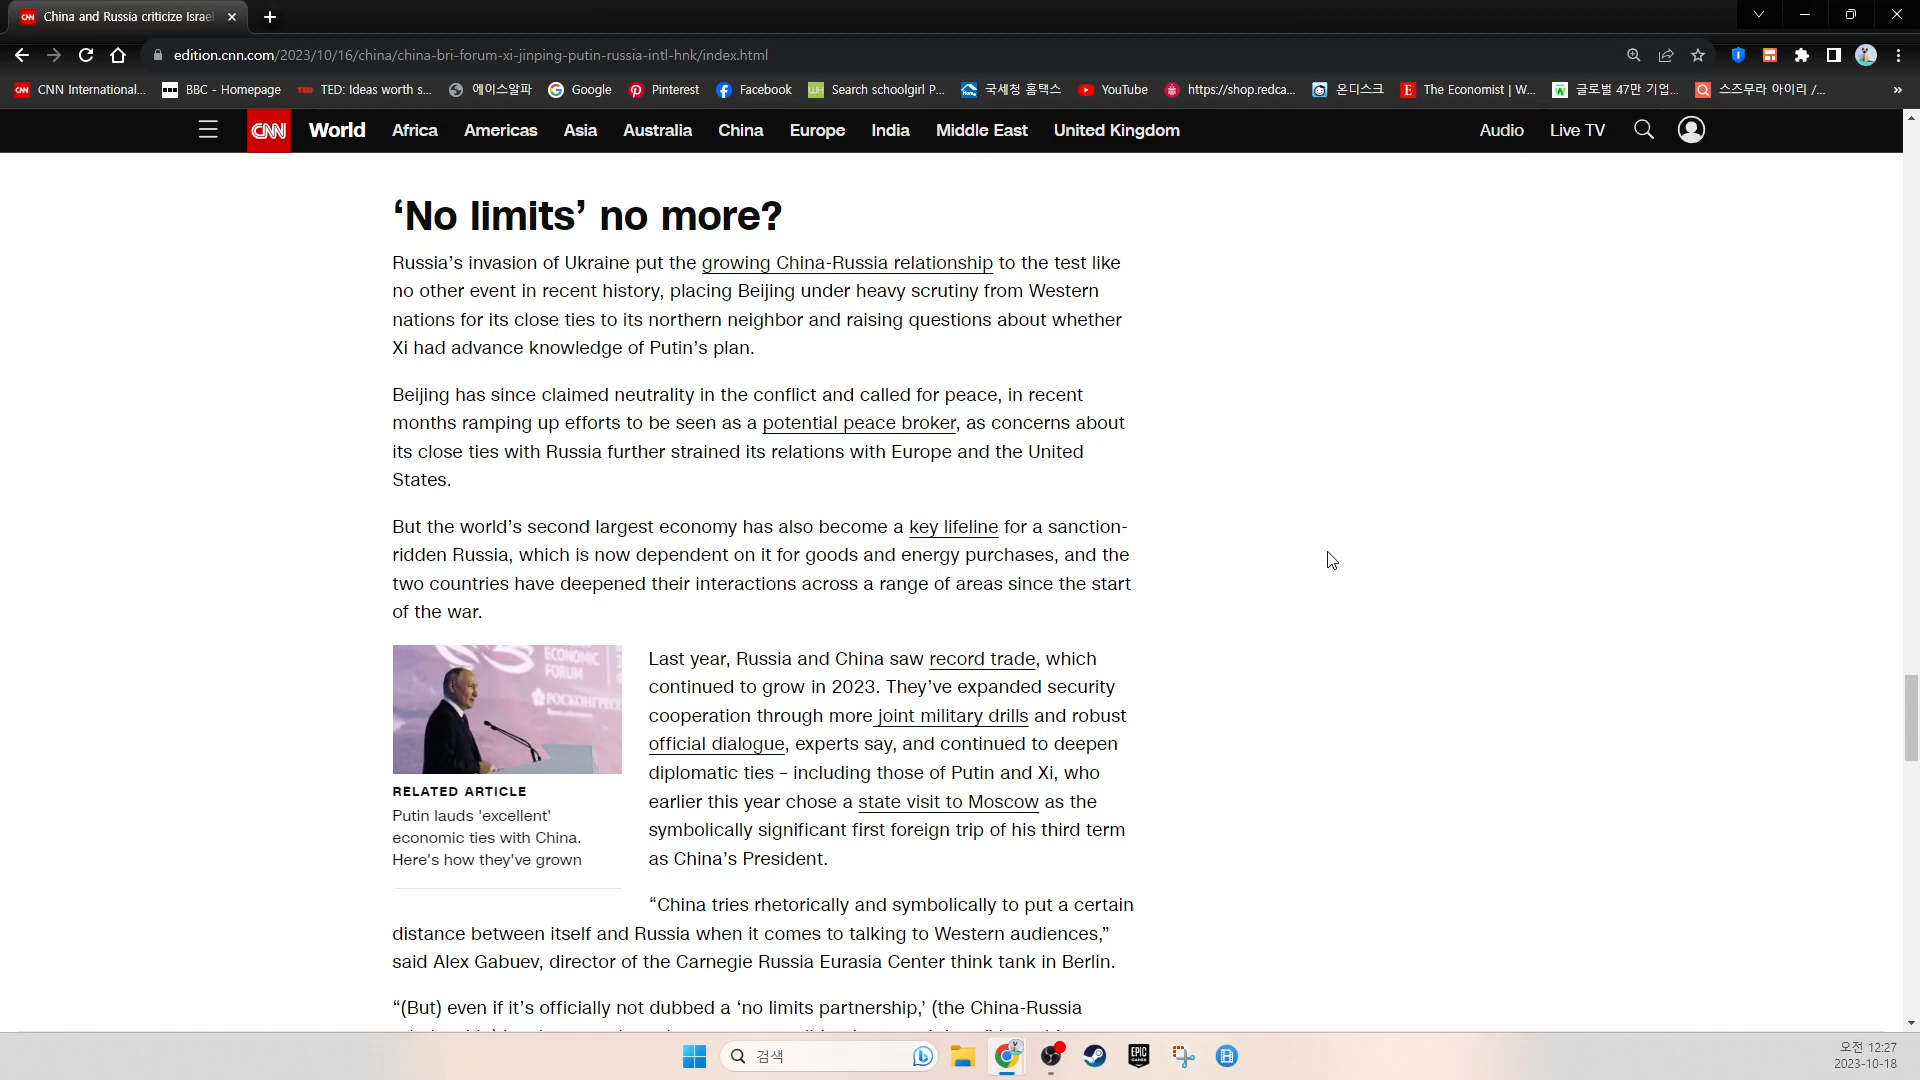 China and Russia criticize Israel
edition.cnn.com/2023/10/16/china/china-bri-forum-xi-jinping-putin-russia-intl-hnk/index.html
CNN International...
BBC - Homepage
TED: Ideas worth s...
에이스알파
Google
Pinterest
Facebook
Search schoolgirl P...
국세청 홈택스
YouTube
https://shop.redca...
온디스크
The Economist | W...
글로벌 47만 기업...
스즈무라 아이리 /...
»
CNN World Africa Americas Asia Australia China Europe India Middle East United Kingdom Audio Live TV
‘No limits’ no more?
Russia’s invasion of Ukraine put the growing China-Russia relationship to the test like
no other event in recent history, placing Beijing under heavy scrutiny from Western
nations for its close ties to its northern neighbor and raising questions about whether
Xi had advance knowledge of Putin’s plan.
Beijing has since claimed neutrality in the conflict and called for peace, in recent
months ramping up efforts to be seen as a potential peace broker, as concerns about
its close ties with Russia further strained its relations with Europe and the United
States.
But the world’s second largest economy has also become a key lifeline for a sanction-
ridden Russia, which is now dependent on it for goods and energy purchases, and the
two countries have deepened their interactions across a range of areas since the start
of the war.
ECONOMIC
FORUM
РОСКОНГРЕСС
RELATED ARTICLE
Putin lauds 'excellent'
economic ties with China.
Here's how they've grown
Last year, Russia and China saw record trade, which
continued to grow in 2023. They’ve expanded security
cooperation through more joint military drills and robust
official dialogue, experts say, and continued to deepen
diplomatic ties – including those of Putin and Xi, who
earlier this year chose a state visit to Moscow as the
symbolically significant first foreign trip of his third term
as China’s President.
“China tries rhetorically and symbolically to put a certain
distance between itself and Russia when it comes to talking to Western audiences,”
said Alex Gabuev, director of the Carnegie Russia Eurasia Center think tank in Berlin.
“(But) even if it’s officially not dubbed a ‘no limits partnership,’ (the China-Russia
검색
EPIC
GAMES
오전 12:27
2023-10-18